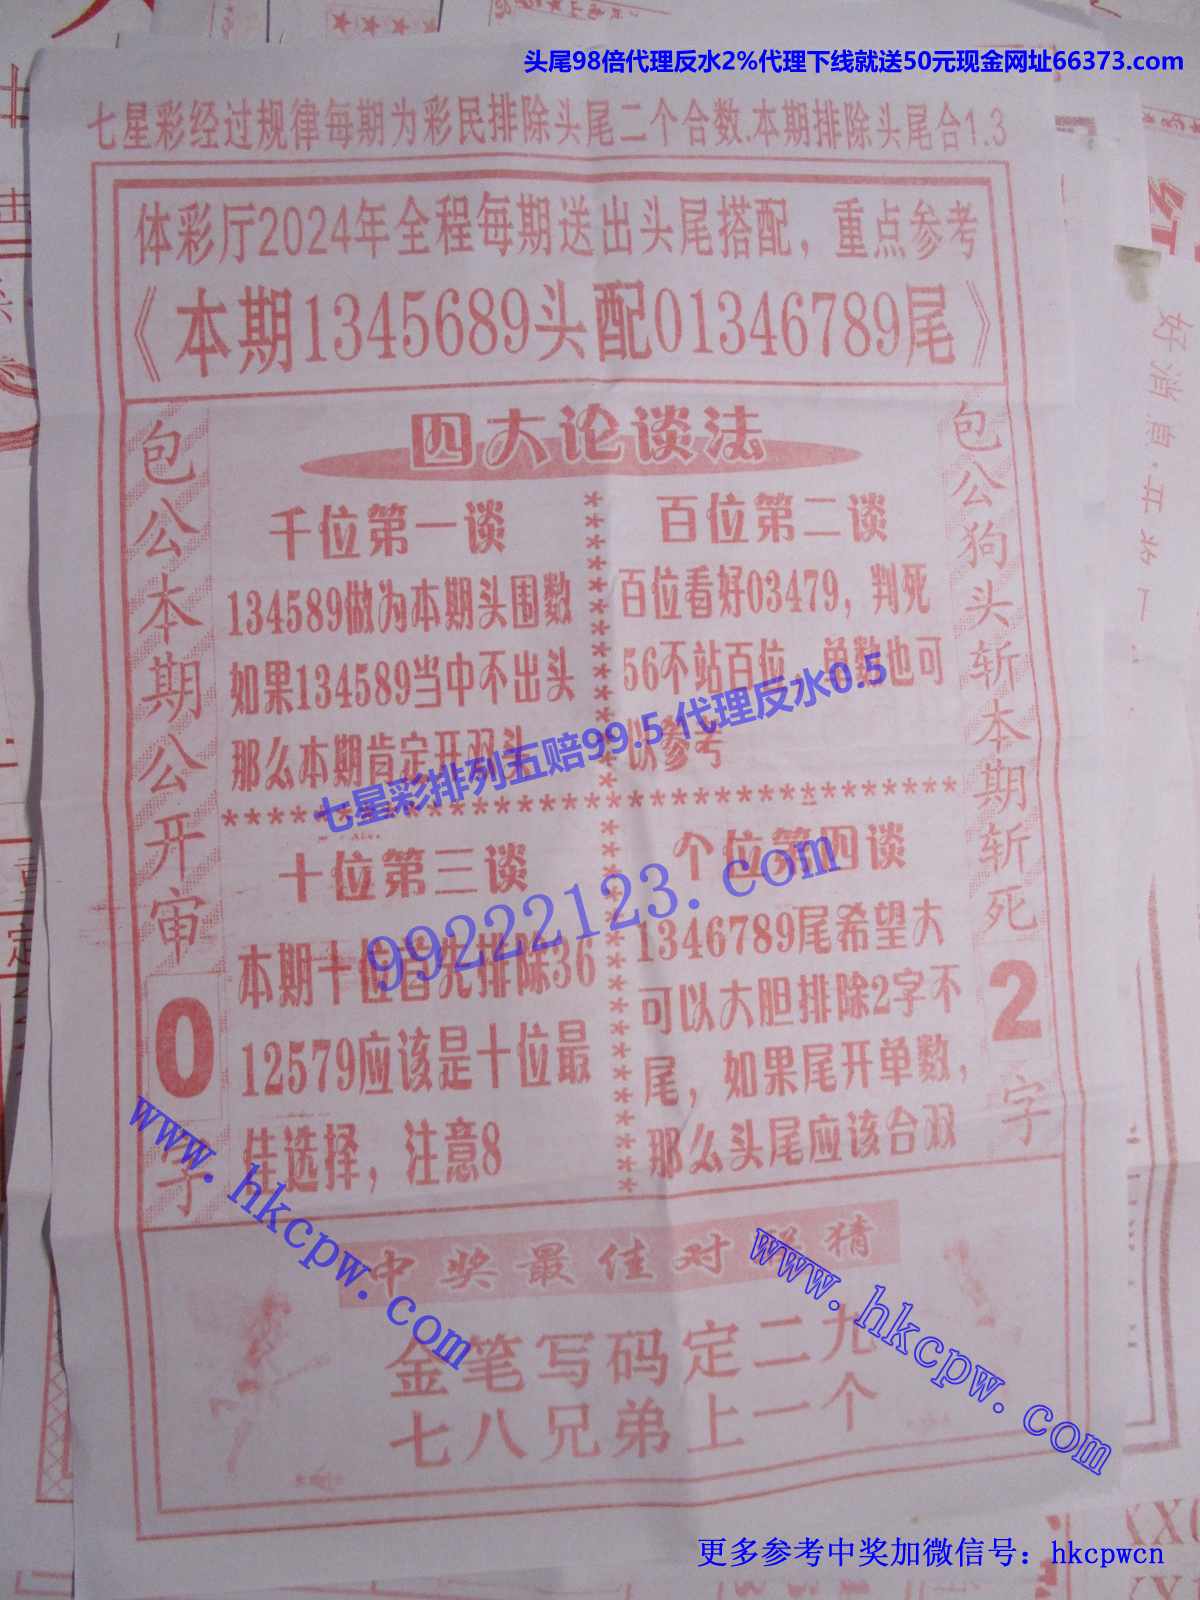 头尾98倍代理反水2%代理下线就送50元现金网址66373.com
七星彩经过规律每期为彩民排除头尾二个合数.本期排除头尾合1.3
体彩厅2024年全程每期送出头尾搭配，重点参考
《本期1345689头配01346789尾》
四大论谈法
包公本期公开审
0
字
千位第一谈
134589做为本期头围数
如果134589当中不出头
那么本期肯定开双头
百位第二谈
百位看好03479，判死
56不站百位，单数也可
以参考
七星彩排列五赔99.5代理反水0.5
****************************
十位第三谈
本期十位首先排除36
12579应该是十位最
佳选择，注意8
个位第四谈
1346789尾希望大
可以大胆排除2字不
尾，如果尾开单数，
那么头尾应该合双
99222123.com
包公狗头斩本期斩死
2
字
中奖最佳对 猜
金笔写码定二九
七八兄弟上一个
www.hkcpw.com
www.hkcpw.com
好消息.廿
更多参考中奖加微信号：hkcpwcn